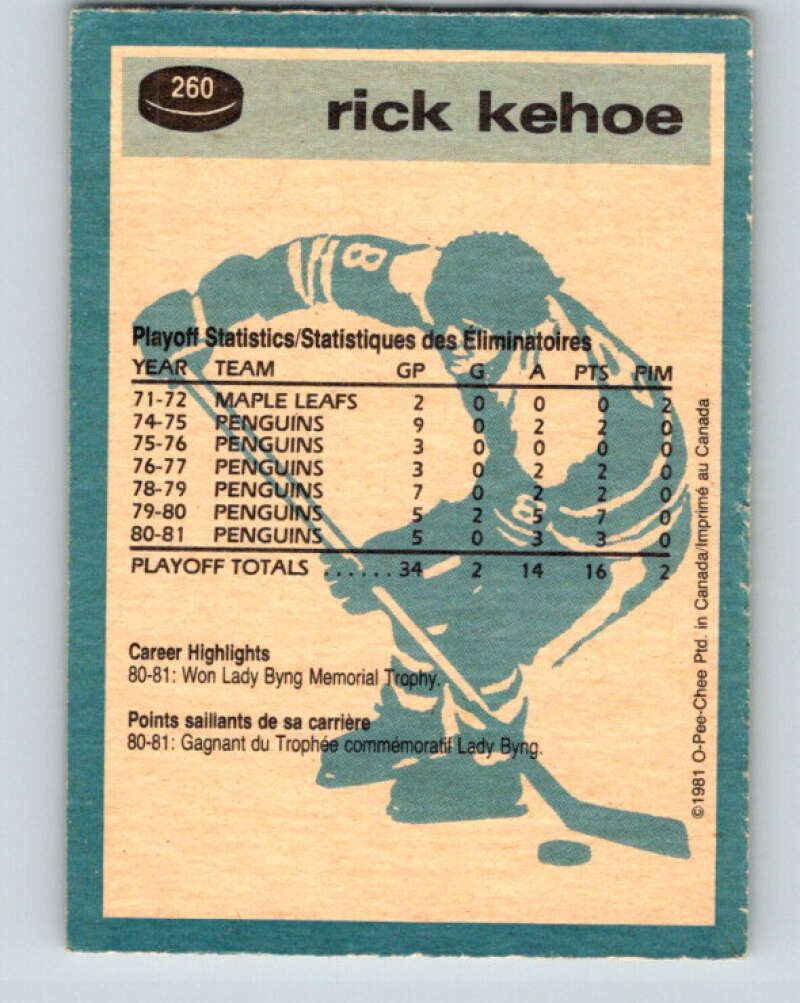 260
rick kehoe
8
Playoff Statistics/Statistiques des Éliminatoires
YEAR TEAM GP G A PTS PIM
71-72 MAPLE LEAFS 2 0 0 0 2
74-75 PENGUINS 9 0 2 2 0
75-76 PENGUINS 3 0 0 0 0
76-77 PENGUINS 3 0 2 2 0
78-79 PENGUINS 7 0 2 2 0
79-80 PENGUINS 5 2 5 7 0
80-81 PENGUINS 5 0 3 3 0
8
PLAYOFF TOTALS ...... 34 2 14 16 2
Career Highlights
80-81: Won Lady Byng Memorial Trophy.
Points saillants de sa carrière
80-81: Gagnant du Trophée commémoratif Lady Byng.
©1981 O-Pee-Chee Ptd. in Canada/Imprimé au Canada